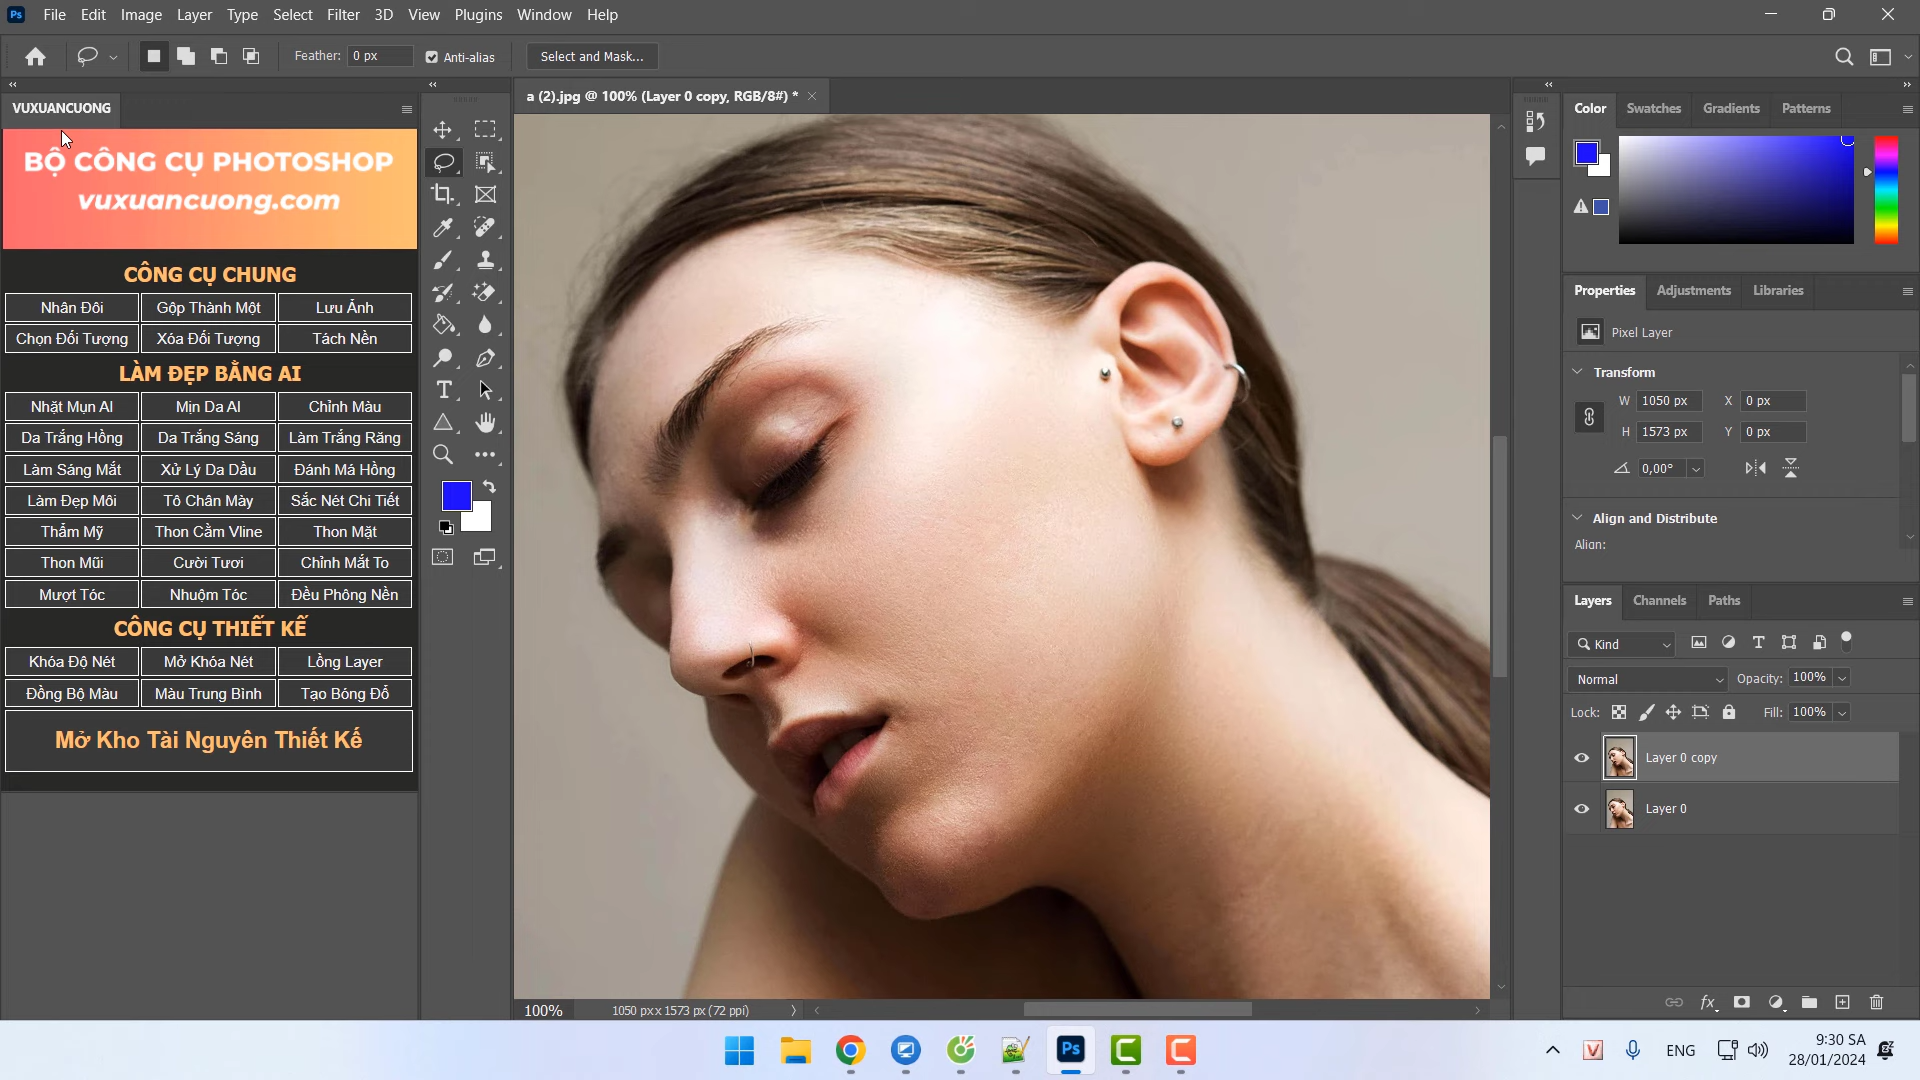 File Edit Image Layer Type Select Filter 3D View Plugins Window Help
Feather: 0 px Anti-alias Select and Mask...
VUXUANCUONG
BỘ CÔNG CỤ PHOTOSHOP
vuxuancuong.com
CÔNG CỤ CHUNG
Nhân Đôi Gộp Thành Một Lưu Ảnh
Chọn Đối Tượng Xóa Đối Tượng Tách Nền
LÀM ĐẸP BẰNG AI
Nhặt Mụn AI Mịn Da AI Chỉnh Màu
Da Trắng Hồng Da Trắng Sáng Làm Trắng Răng
Làm Sáng Mắt Xử Lý Da Dầu Đánh Má Hồng
Làm Đẹp Môi Tô Chân Mày Sắc Nét Chi Tiết
Thẩm Mỹ Thon Cằm Vline Thon Mặt
Thon Mũi Cười Tươi Chỉnh Mắt To
Mượt Tóc Nhuộm Tóc Đều Phông Nền
CÔNG CỤ THIẾT KẾ
Khóa Độ Nét Mở Khóa Nét Lồng Layer
Đồng Bộ Màu Màu Trung Bình Tạo Bóng Đổ
Mở Kho Tài Nguyên Thiết Kế
a (2).jpg @ 100% (Layer 0 copy, RGB/8#) *
100% 1050 px x 1573 px (72 ppi)
Color Swatches Gradients Patterns
Properties Adjustments Libraries
Pixel Layer
Transform
W 1050 px X 0 px
H 1573 px Y 0 px
0,00°
Align and Distribute
Align:
Layers Channels Paths
Kind
Normal Opacity: 100%
Lock: Fill: 100%
Layer 0 copy
Layer 0
ENG 9:30 SA
28/01/2024